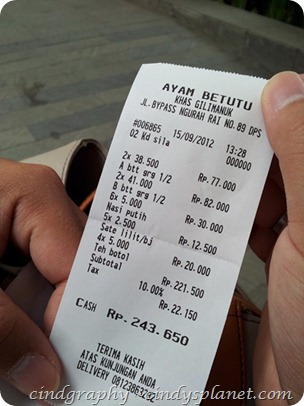 AYAM BETUTU
KHAS GILIMANUK
JL.BYPASS NGURAH RAI NO.89 DPS
#006865 15/09/2012 13:28
02 Kd sila 000000
2x 38.500
A btt grg 1/2 Rp.77.000
2x 41.000
B btt grg 1/2 Rp.82.000
6x 5.000
Nasi putih Rp.30.000
5x 2.500
Sate lilit/bj Rp.12.500
4x 5.000
Teh botol Rp.20.000
Subtotal Rp.221.500
Tax 10.00% Rp.22.150
CASH Rp.243.650
TERIMA KASIH
ATAS KUNJUNGAN ANDA
DELIVERY
cindgraphy cindysplanet.com